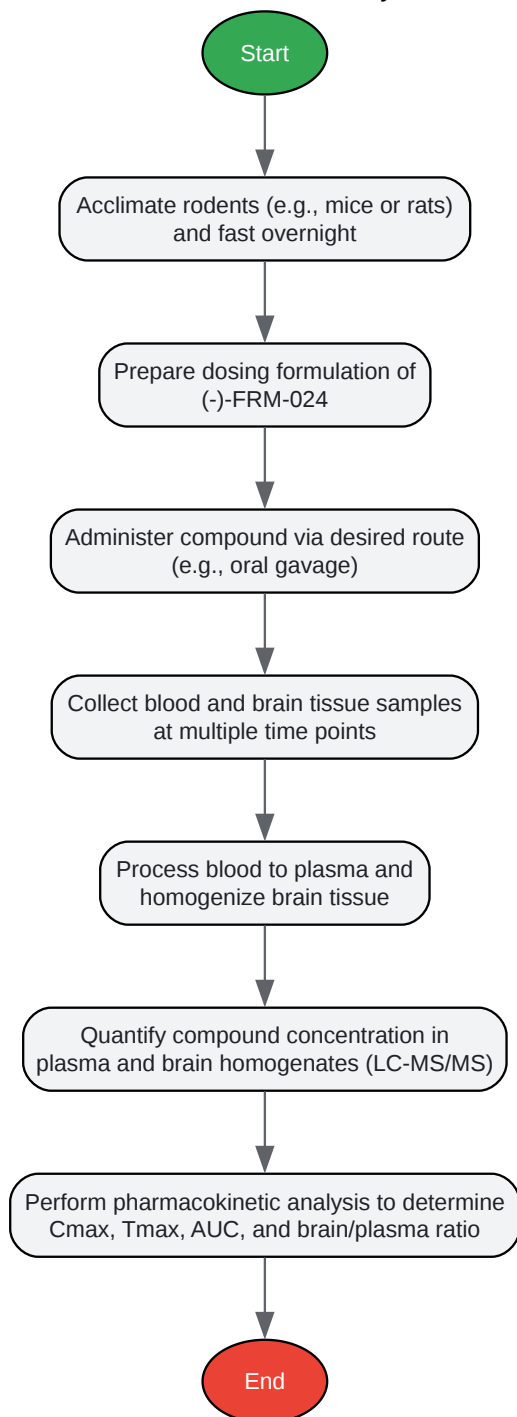 Start
Acclimate rodents (e.g., mice or rats)
and fast overnight
Prepare dosing formulation of
(-)-FRM-024
Administer compound via desired route
(e.g., oral gavage)
Collect blood and brain tissue samples
at multiple time points
Process blood to plasma and
homogenize brain tissue
Quantify compound concentration in
plasma and brain homogenates (LC-MS/MS)
Perform pharmacokinetic analysis to determine
Cmax, Tmax, AUC, and brain/plasma ratio
End